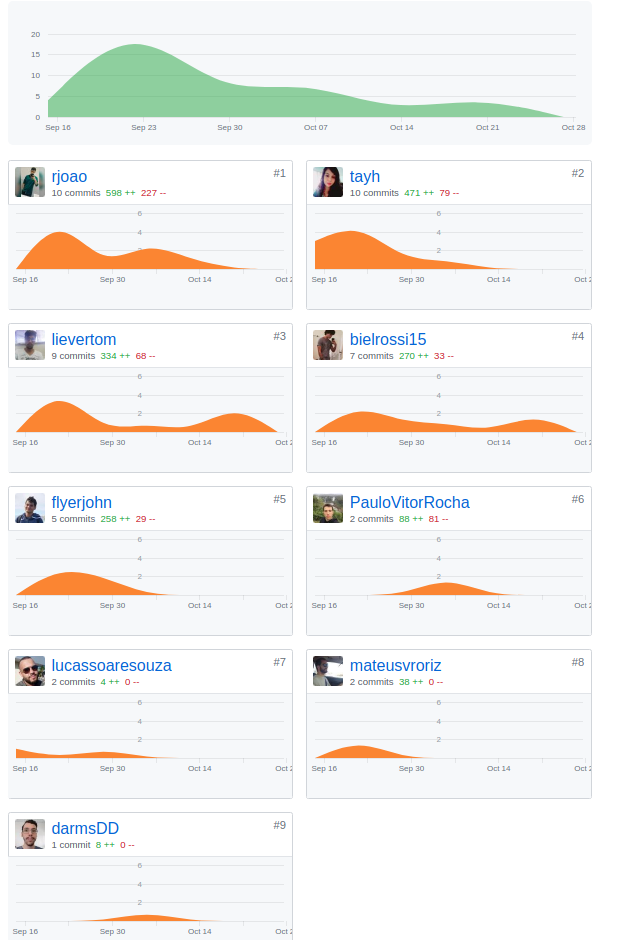 20
15
10
5
0
Sep 16 Sep 23 Sep 30 Oct 07 Oct 14 Oct 21 Oct 28
rjoao #1
10 commits 598 ++ 227 --
6
4
2
Sep 16 Sep 30 Oct 14 Oct 2
tayh #2
10 commits 471 ++ 79 --
6
4
2
Sep 16 Sep 30 Oct 14 Oct 2
lievertom #3
9 commits 334 ++ 68 --
6
4
2
Sep 16 Sep 30 Oct 14 Oct 2
bielrossi15 #4
7 commits 270 ++ 33 --
6
4
2
Sep 16 Sep 30 Oct 14 Oct 2
flyerjohn #5
5 commits 258 ++ 29 --
6
4
2
Sep 16 Sep 30 Oct 14 Oct 2
PauloVitorRocha #6
2 commits 88 ++ 81 --
6
4
2
Sep 16 Sep 30 Oct 14 Oct 2
lucassoaresouza #7
2 commits 4 ++ 0 --
6
4
2
Sep 16 Sep 30 Oct 14 Oct 2
mateusvroriz #8
2 commits 38 ++ 0 --
6
4
2
Sep 16 Sep 30 Oct 14 Oct 2
darmsDD #9
1 commit 8 ++ 0 --
6
4
2
Sep 16 Sep 30 Oct 14 Oct 2